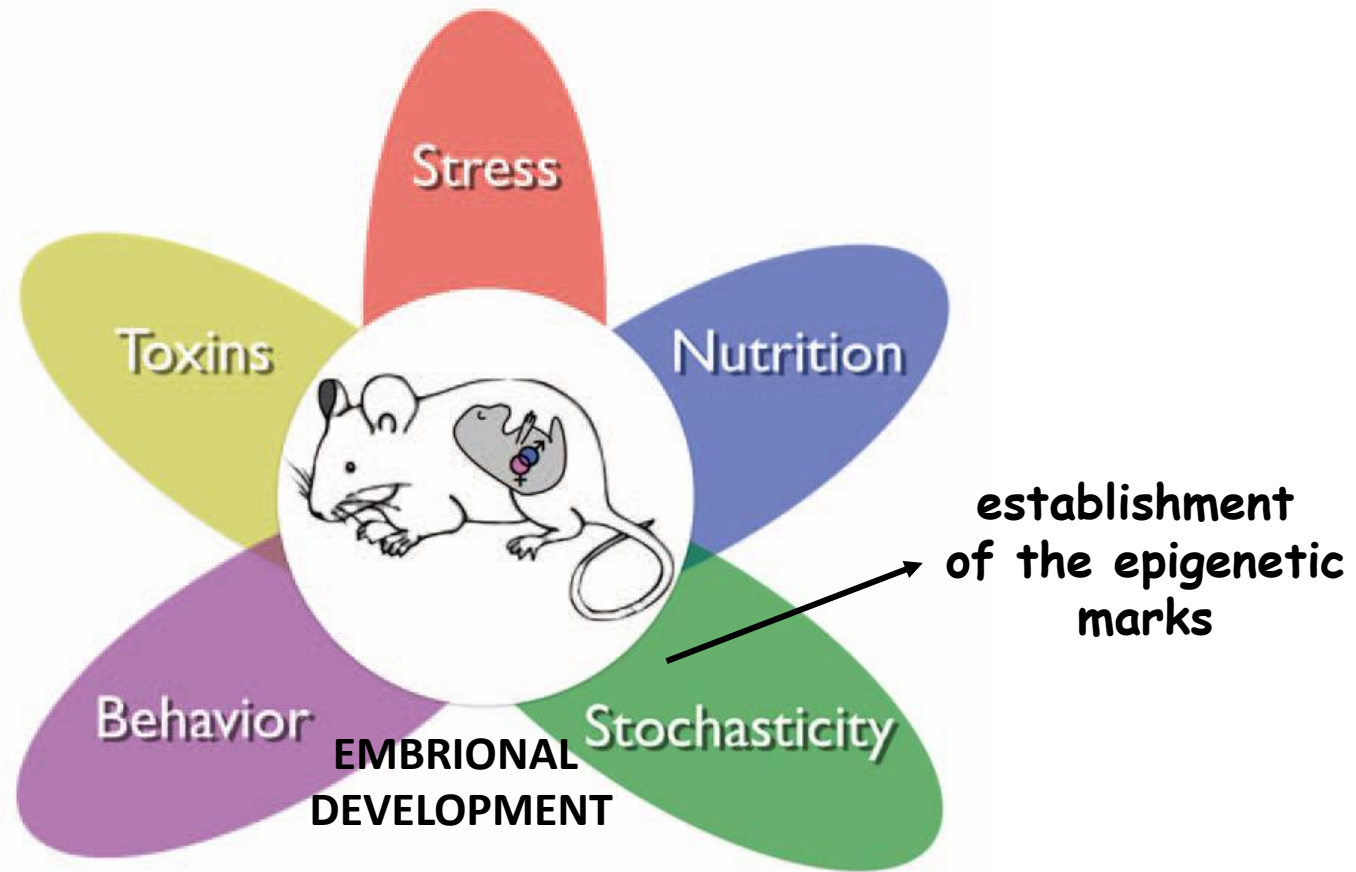 Stress
Toxins
Nutrition
establishment
of the epigenetic
marks
Behavior
Stochasticity
EMBRIONAL
DEVELOPMENT